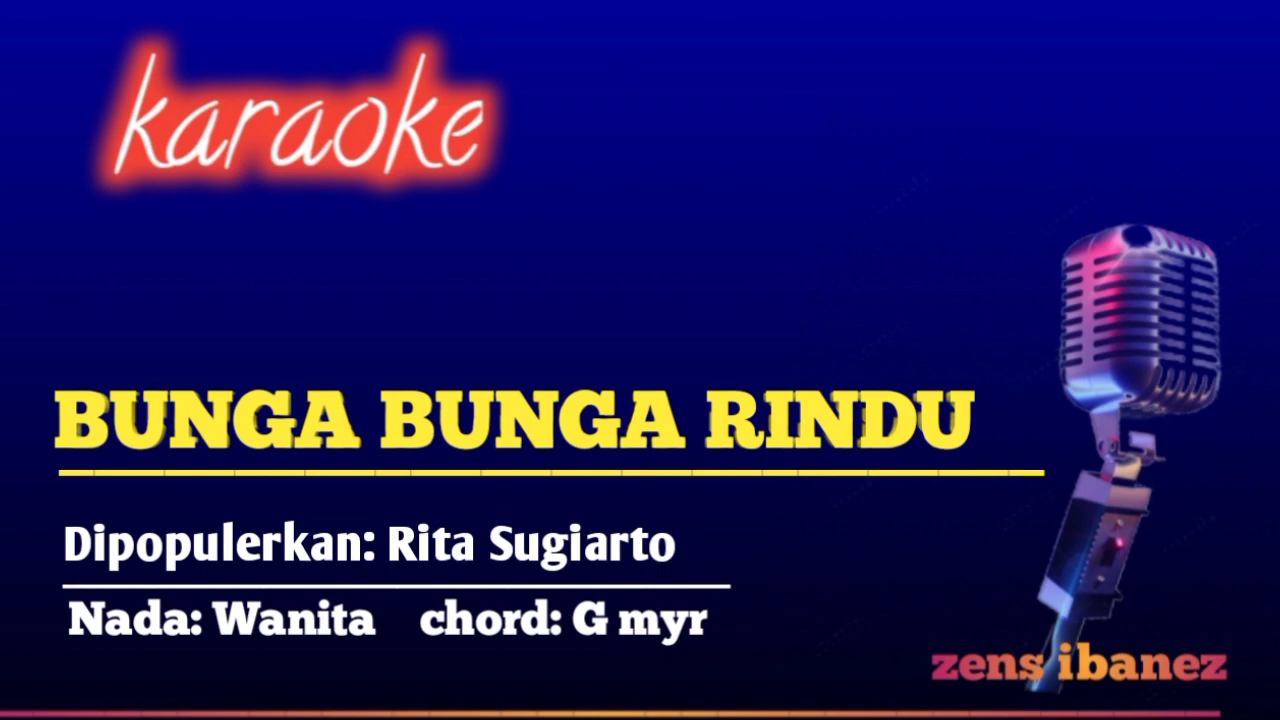 karaoke
BUNGA BUNGA RINDU
Dipopulerkan: Rita Sugiarto
Nada: Wanita chord: G myr
zens ibanez